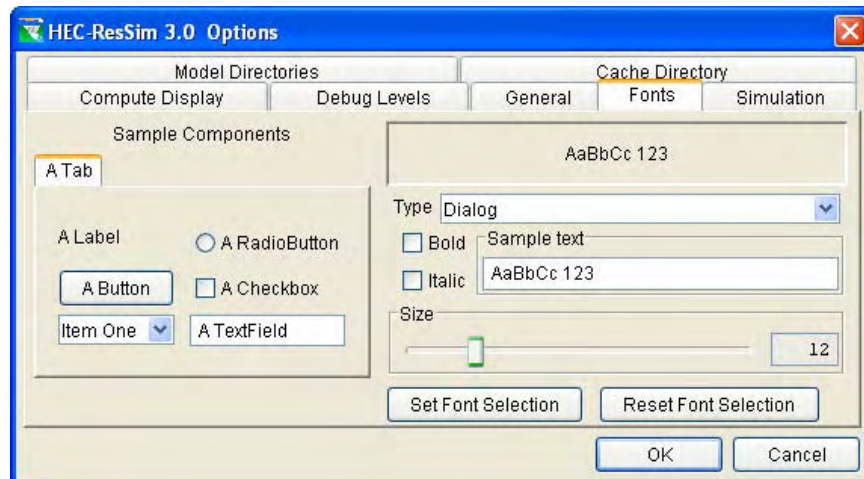 HEC-ResSim 3.0 Options
Model Directories
Cache Directory
Compute Display
Debug Levels
General
Fonts
Simulation
Sample Components
A Tab
A Label
A RadioButton
A Button
A Checkbox
Item One
A TextField
AaBbCc 123
Type
Dialog
Bold
Italic
Sample text
AaBbCc 123
Size
12
Set Font Selection
Reset Font Selection
OK
Cancel